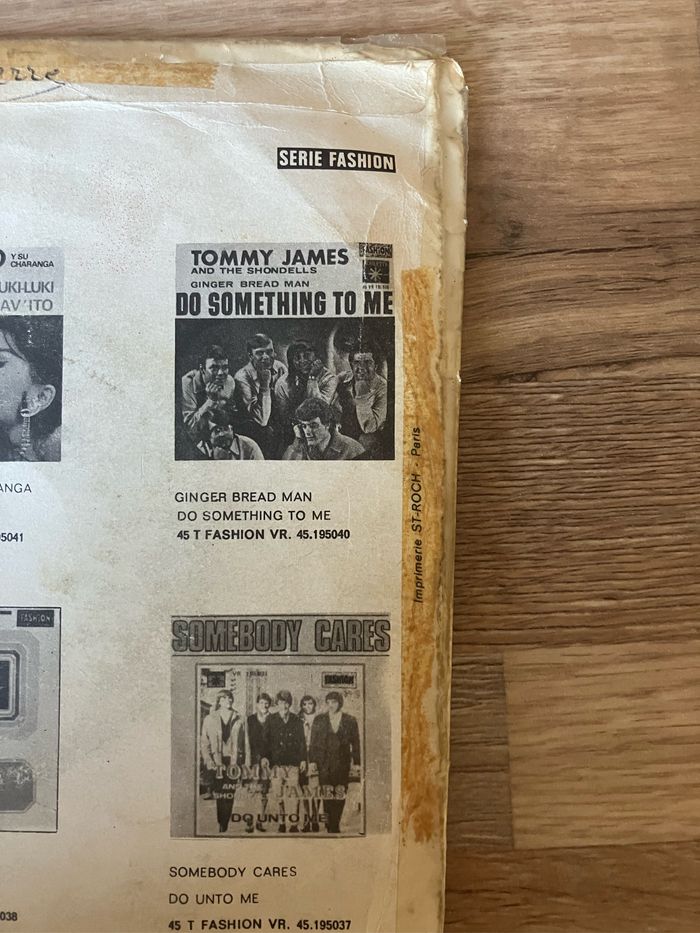 SERIE FASHION
Y SU
CHARANGA
UKI-LUKI
AV'ITO
ANGA
5041
TOMMY JAMES
AND THE SHONDELLS
GINGER BREAD MAN
DO SOMETHING TO ME
FASHION
GINGER BREAD MAN
DO SOMETHING TO ME
45 T FASHION VR. 45.195040
Imprimerie ST-ROCH - Paris
FASHION
038
SOMEBODY CARES
FASHION
TOMMY
AND THE
JAMES
DO UNTO ME
SOMEBODY CARES
DO UNTO ME
45 T FASHION VR. 45.195037